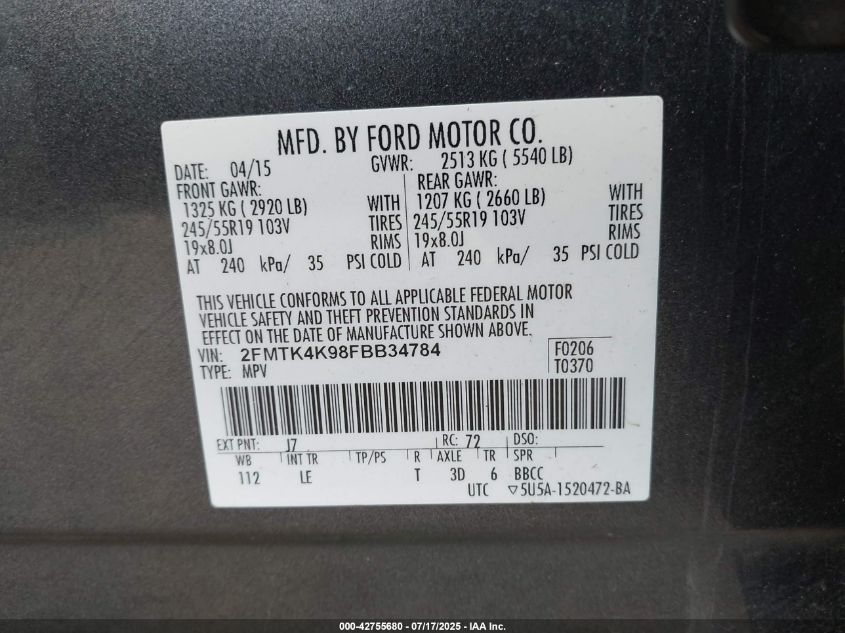 MFD. BY FORD MOTOR CO.
DATE: 04/15 GVWR: 2513 KG ( 5540 LB)
FRONT GAWR: REAR GAWR:
1325 KG ( 2920 LB) WITH 1207 KG ( 2660 LB) WITH
245/55R19 103V TIRES 245/55R19 103V TIRES
19x8.0J RIMS 19x8.0J RIMS
AT 240 kPa/ 35 PSI COLD AT 240 kPa/ 35 PSI COLD
THIS VEHICLE CONFORMS TO ALL APPLICABLE FEDERAL MOTOR
VEHICLE SAFETY AND THEFT PREVENTION STANDARDS IN
EFFECT ON THE DATE OF MANUFACTURE SHOWN ABOVE.
VIN: 2FMTK4K98FBB34784 F0206
TYPE: MPV T0370
EXT PNT: J7 RC: 72 DSO:
WB INT TR TP/PS R AXLE TR SPR
112 LE T 3D 6 BBCC
UTC ▽5U5A-1520472-BA
000-42755680 - 07/17/2025 - IAA Inc.